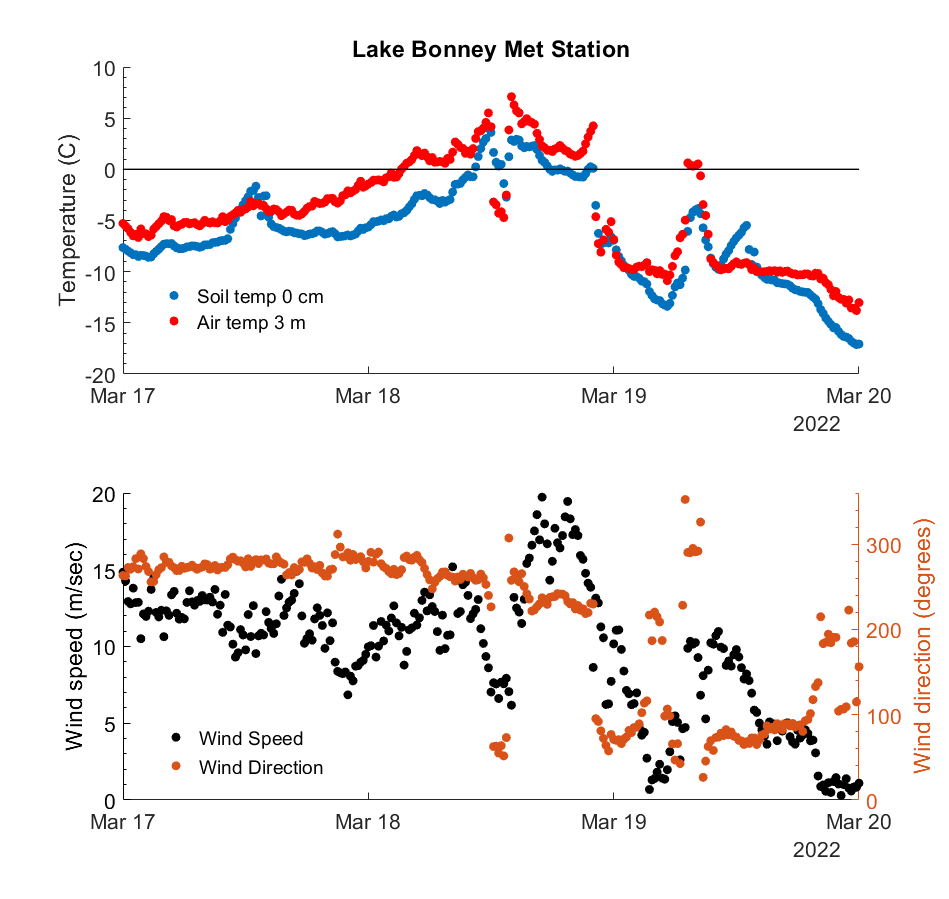 Lake Bonney Met Station
10
5
0
-5
-10
-15
-20
Temperature (C)
Soil temp 0 cm
Air temp 3 m
Mar 17 Mar 18 Mar 19 Mar 20
2022
20
15
10
5
0
Wind speed (m/sec)
Wind Speed
Wind Direction
300
200
100
0
Wind direction (degrees)
Mar 17 Mar 18 Mar 19 Mar 20
2022